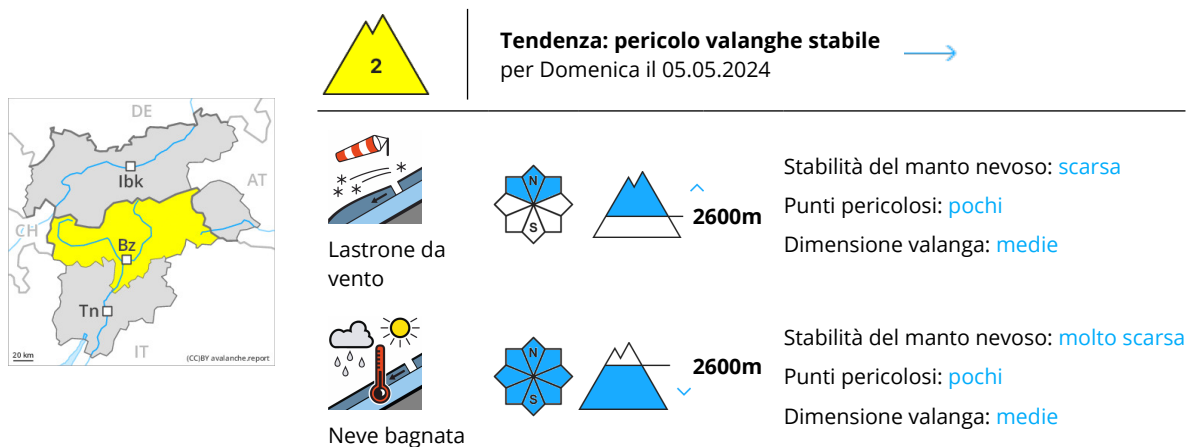 2
Tendenza: pericolo valanghe stabile
per Domenica il 05.05.2024
DE
Ibk
AT
CH
Bz
Tn
IT
20 km
(CC)BY avalanche.report
Lastrone da
vento
N
S
2600m
Stabilità del manto nevoso: scarsa
Punti pericolosi: pochi
Dimensione valanga: medie
Neve bagnata
N
S
2600m
Stabilità del manto nevoso: molto scarsa
Punti pericolosi: pochi
Dimensione valanga: medie